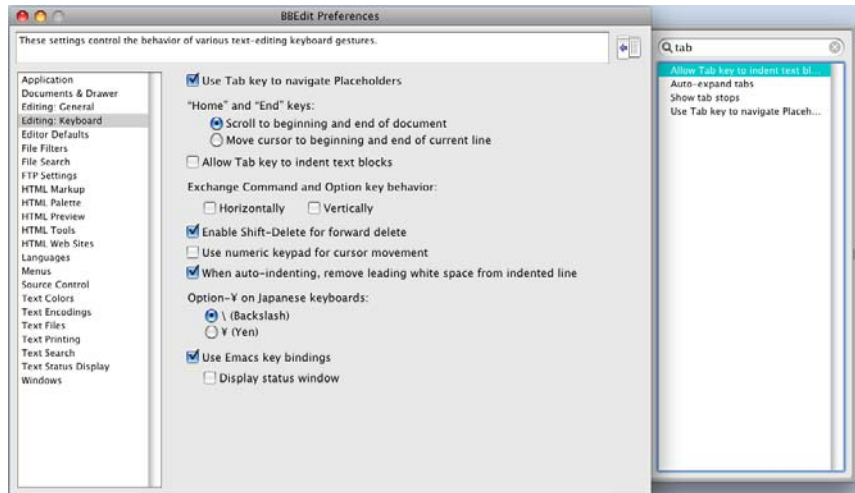 BBEdit Preferences
These settings control the behavior of various text-editing keyboard gestures.
Application
Documents & Drawer
Editing: General
Editing: Keyboard
Editor Defaults
File Filters
File Search
FTP Settings
HTML Markup
HTML Palette
HTML Preview
HTML Tools
HTML Web Sites
Languages
Menus
Source Control
Text Colors
Text Encodings
Text Files
Text Printing
Text Search
Text Status Display
Windows
Use Tab key to navigate Placeholders
“Home” and “End” keys:
Scroll to beginning and end of document
Move cursor to beginning and end of current line
Allow Tab key to indent text blocks
Exchange Command and Option key behavior:
Horizontally Vertically
Enable Shift-Delete for forward delete
Use numeric keypad for cursor movement
When auto-indenting, remove leading white space from indented line
Option-¥ on Japanese keyboards:
\ (Backslash)
¥ (Yen)
Use Emacs key bindings
Display status window
tab
Allow Tab key to indent text bl...
Auto-expand tabs
Show tab stops
Use Tab key to navigate Placeh...